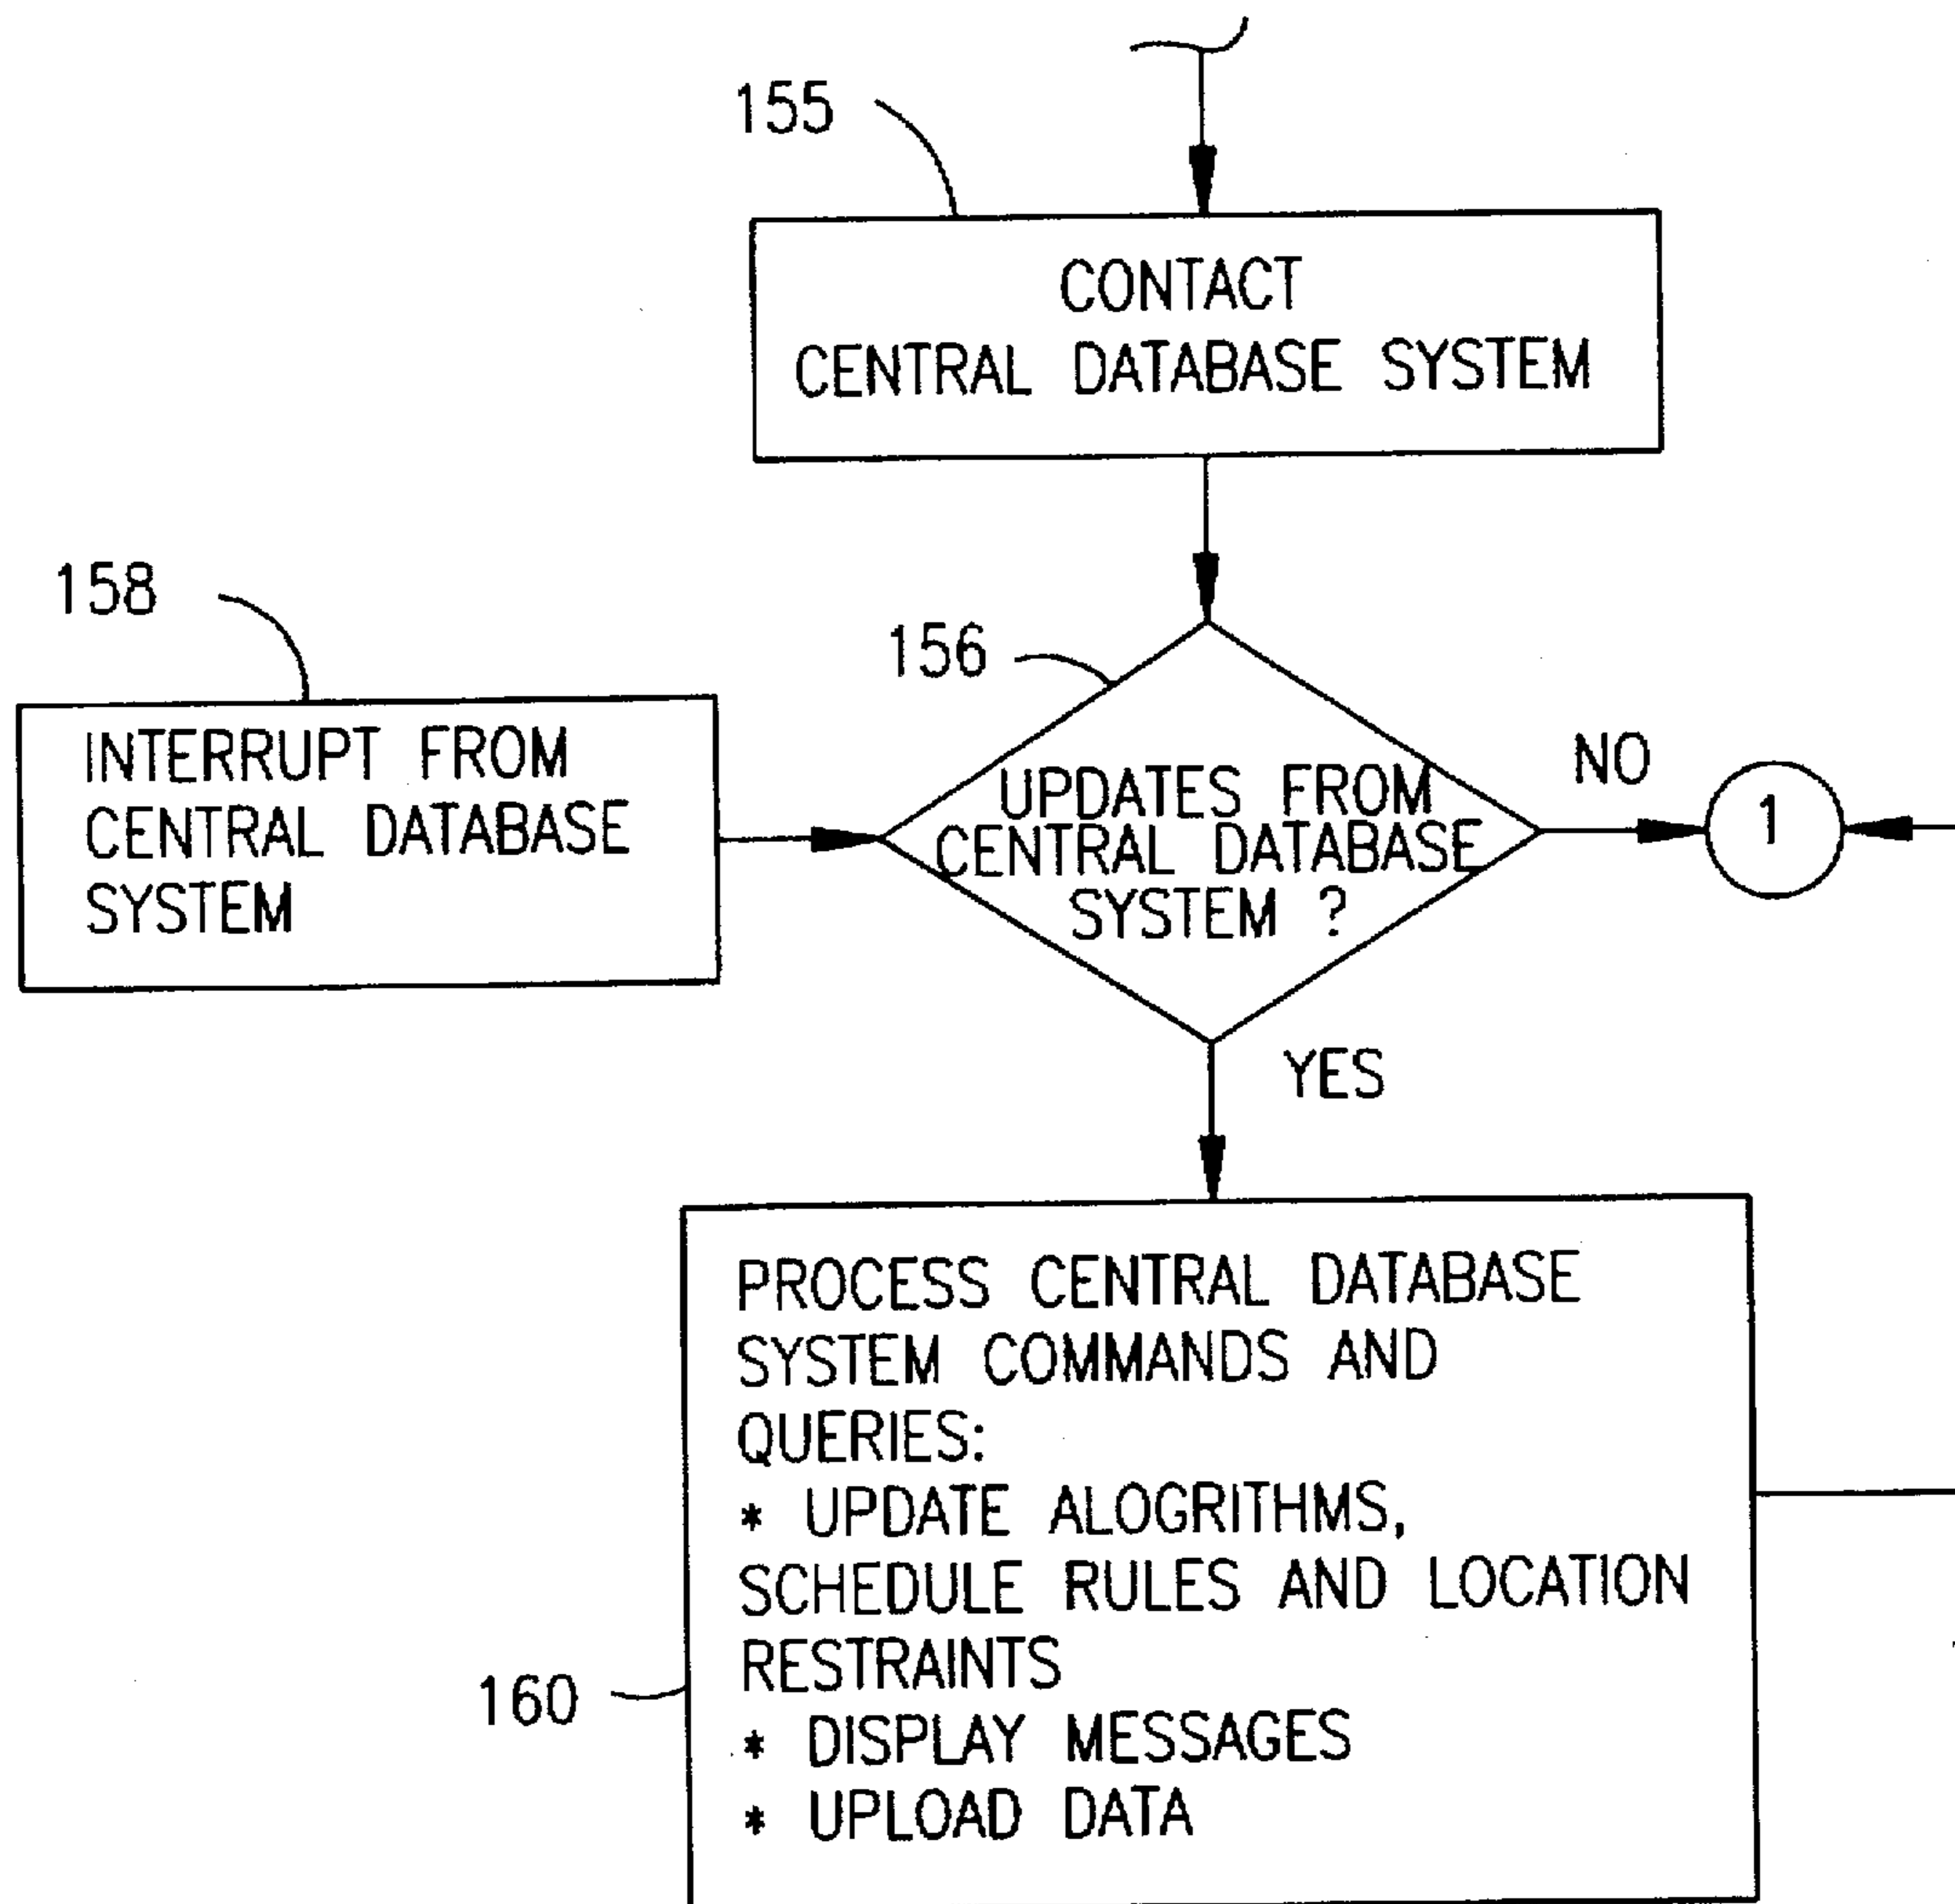 155
CONTACT
CENTRAL DATABASE SYSTEM
158
156
INTERRUPT FROM
CENTRAL DATABASE
SYSTEM
UPDATES FROM
CENTRAL DATABASE
SYSTEM ?
NO
1
YES
PROCESS CENTRAL DATABASE
SYSTEM COMMANDS AND
QUERIES:
* UPDATE ALOGRITHMS,
SCHEDULE RULES AND LOCATION
RESTRAINTS
* DISPLAY MESSAGES
* UPLOAD DATA
160